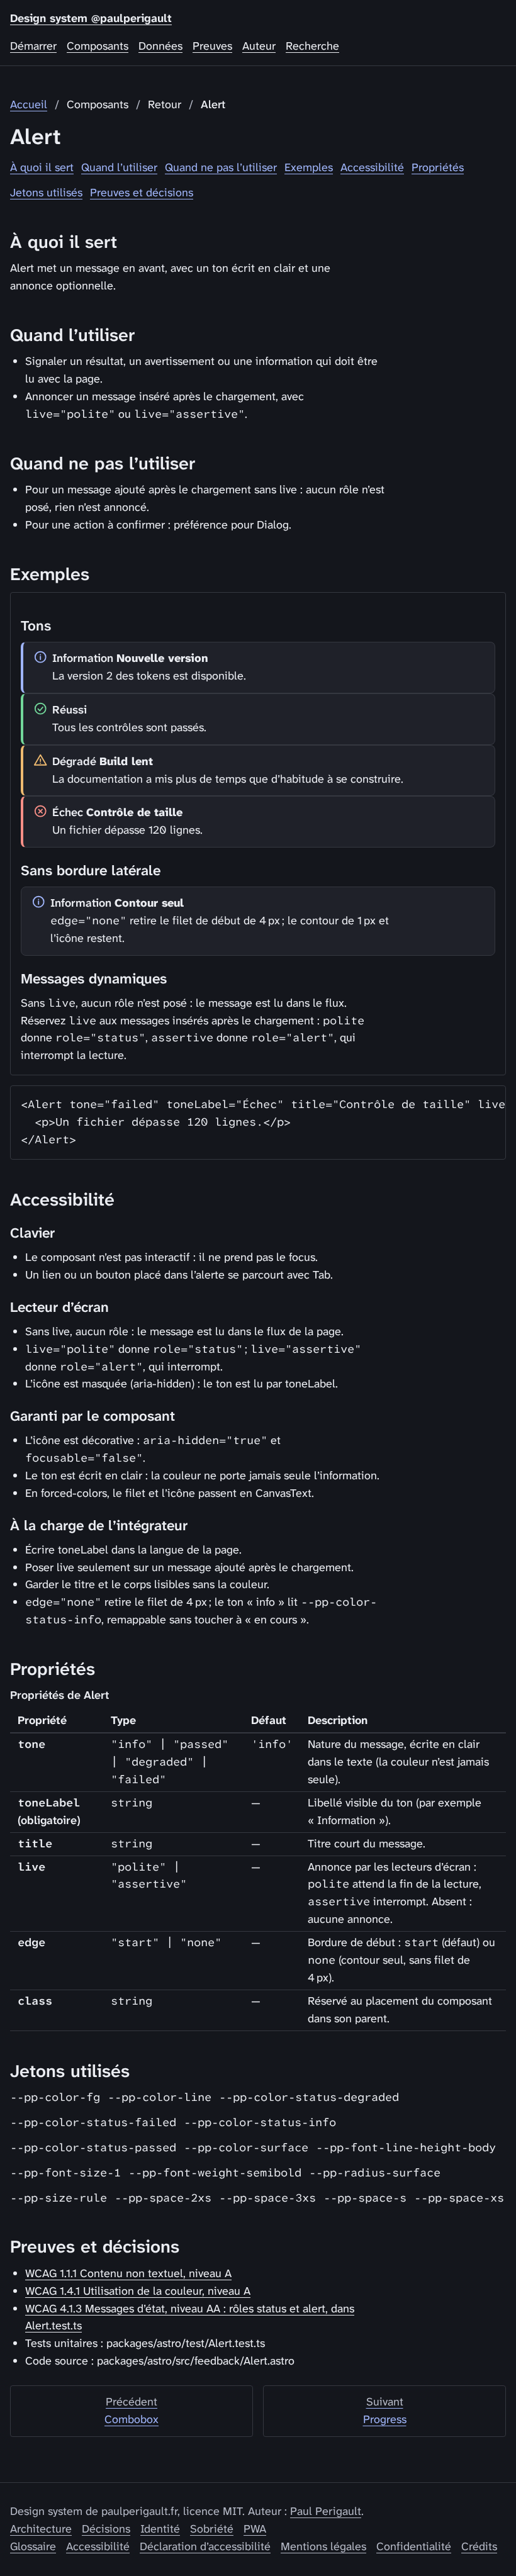 Design system @paulperigault
Démarrer Composants Données Preuves Auteur Recherche
Accueil / Composants / Retour / Alert
Alert
À quoi il sert Quand l’utiliser Quand ne pas l’utiliser Exemples Accessibilité Propriétés
Jetons utilisés Preuves et décisions
À quoi il sert
Alert met un message en avant, avec un ton écrit en clair et une
annonce optionnelle.
Quand l’utiliser
• Signaler un résultat, un avertissement ou une information qui doit être
lu avec la page.
• Annoncer un message inséré après le chargement, avec
live="polite" ou live="assertive".
Quand ne pas l’utiliser
• Pour un message ajouté après le chargement sans live : aucun rôle n’est
posé, rien n’est annoncé.
• Pour une action à confirmer : préférence pour Dialog.
Exemples
Tons
Information Nouvelle version
La version 2 des tokens est disponible.
Réussi
Tous les contrôles sont passés.
Dégradé Build lent
La documentation a mis plus de temps que d’habitude à se construire.
Échec Contrôle de taille
Un fichier dépasse 120 lignes.
Sans bordure latérale
Information Contour seul
edge="none" retire le filet de début de 4 px ; le contour de 1 px et
l’icône restent.
Messages dynamiques
Sans live, aucun rôle n’est posé : le message est lu dans le flux.
Réservez live aux messages insérés après le chargement : polite
donne role="status", assertive donne role="alert", qui
interrompt la lecture.
<Alert tone="failed" toneLabel="Échec" title="Contrôle de taille" live
<p>Un fichier dépasse 120 lignes.</p>
</Alert>
Accessibilité
Clavier
• Le composant n’est pas interactif : il ne prend pas le focus.
• Un lien ou un bouton placé dans l’alerte se parcourt avec Tab.
Lecteur d’écran
• Sans live, aucun rôle : le message est lu dans le flux de la page.
• live="polite" donne role="status" ; live="assertive"
donne role="alert", qui interrompt.
• L’icône est masquée (aria-hidden) : le ton est lu par toneLabel.
Garanti par le composant
• L’icône est décorative : aria-hidden="true" et
focusable="false".
• Le ton est écrit en clair : la couleur ne porte jamais seule l’information.
• En forced-colors, le filet et l’icône passent en CanvasText.
À la charge de l’intégrateur
• Écrire toneLabel dans la langue de la page.
• Poser live seulement sur un message ajouté après le chargement.
• Garder le titre et le corps lisibles sans la couleur.
• edge="none" retire le filet de 4 px ; le ton « info » lit --pp-color-
status-info, remappable sans toucher à « en cours ».
Propriétés
Propriétés de Alert
Propriété Type Défaut Description
tone "info" | "passed" 'info' Nature du message, écrite en clair
| "degraded" | dans le texte (la couleur n’est jamais
"failed" seule).
toneLabel string — Libellé visible du ton (par exemple
(obligatoire) « Information »).
title string — Titre court du message.
live "polite" | — Annonce par les lecteurs d’écran :
"assertive" polite attend la fin de la lecture,
assertive interrompt. Absent :
aucune annonce.
edge "start" | "none" — Bordure de début : start (défaut) ou
none (contour seul, sans filet de
4 px).
class string — Réservé au placement du composant
dans son parent.
Jetons utilisés
--pp-color-fg --pp-color-line --pp-color-status-degraded
--pp-color-status-failed --pp-color-status-info
--pp-color-status-passed --pp-color-surface --pp-font-line-height-body
--pp-font-size-1 --pp-font-weight-semibold --pp-radius-surface
--pp-size-rule --pp-space-2xs --pp-space-3xs --pp-space-s --pp-space-xs
Preuves et décisions
• WCAG 1.1.1 Contenu non textuel, niveau A
• WCAG 1.4.1 Utilisation de la couleur, niveau A
• WCAG 4.1.3 Messages d’état, niveau AA : rôles status et alert, dans
Alert.test.ts
• Tests unitaires : packages/astro/test/Alert.test.ts
• Code source : packages/astro/src/feedback/Alert.astro
Précédent Suivant
Combobox Progress
Design system de paulperigault.fr, licence MIT. Auteur : Paul Perigault.
Architecture Décisions Identité Sobriété PWA
Glossaire Accessibilité Déclaration d’accessibilité Mentions légales Confidentialité Crédits